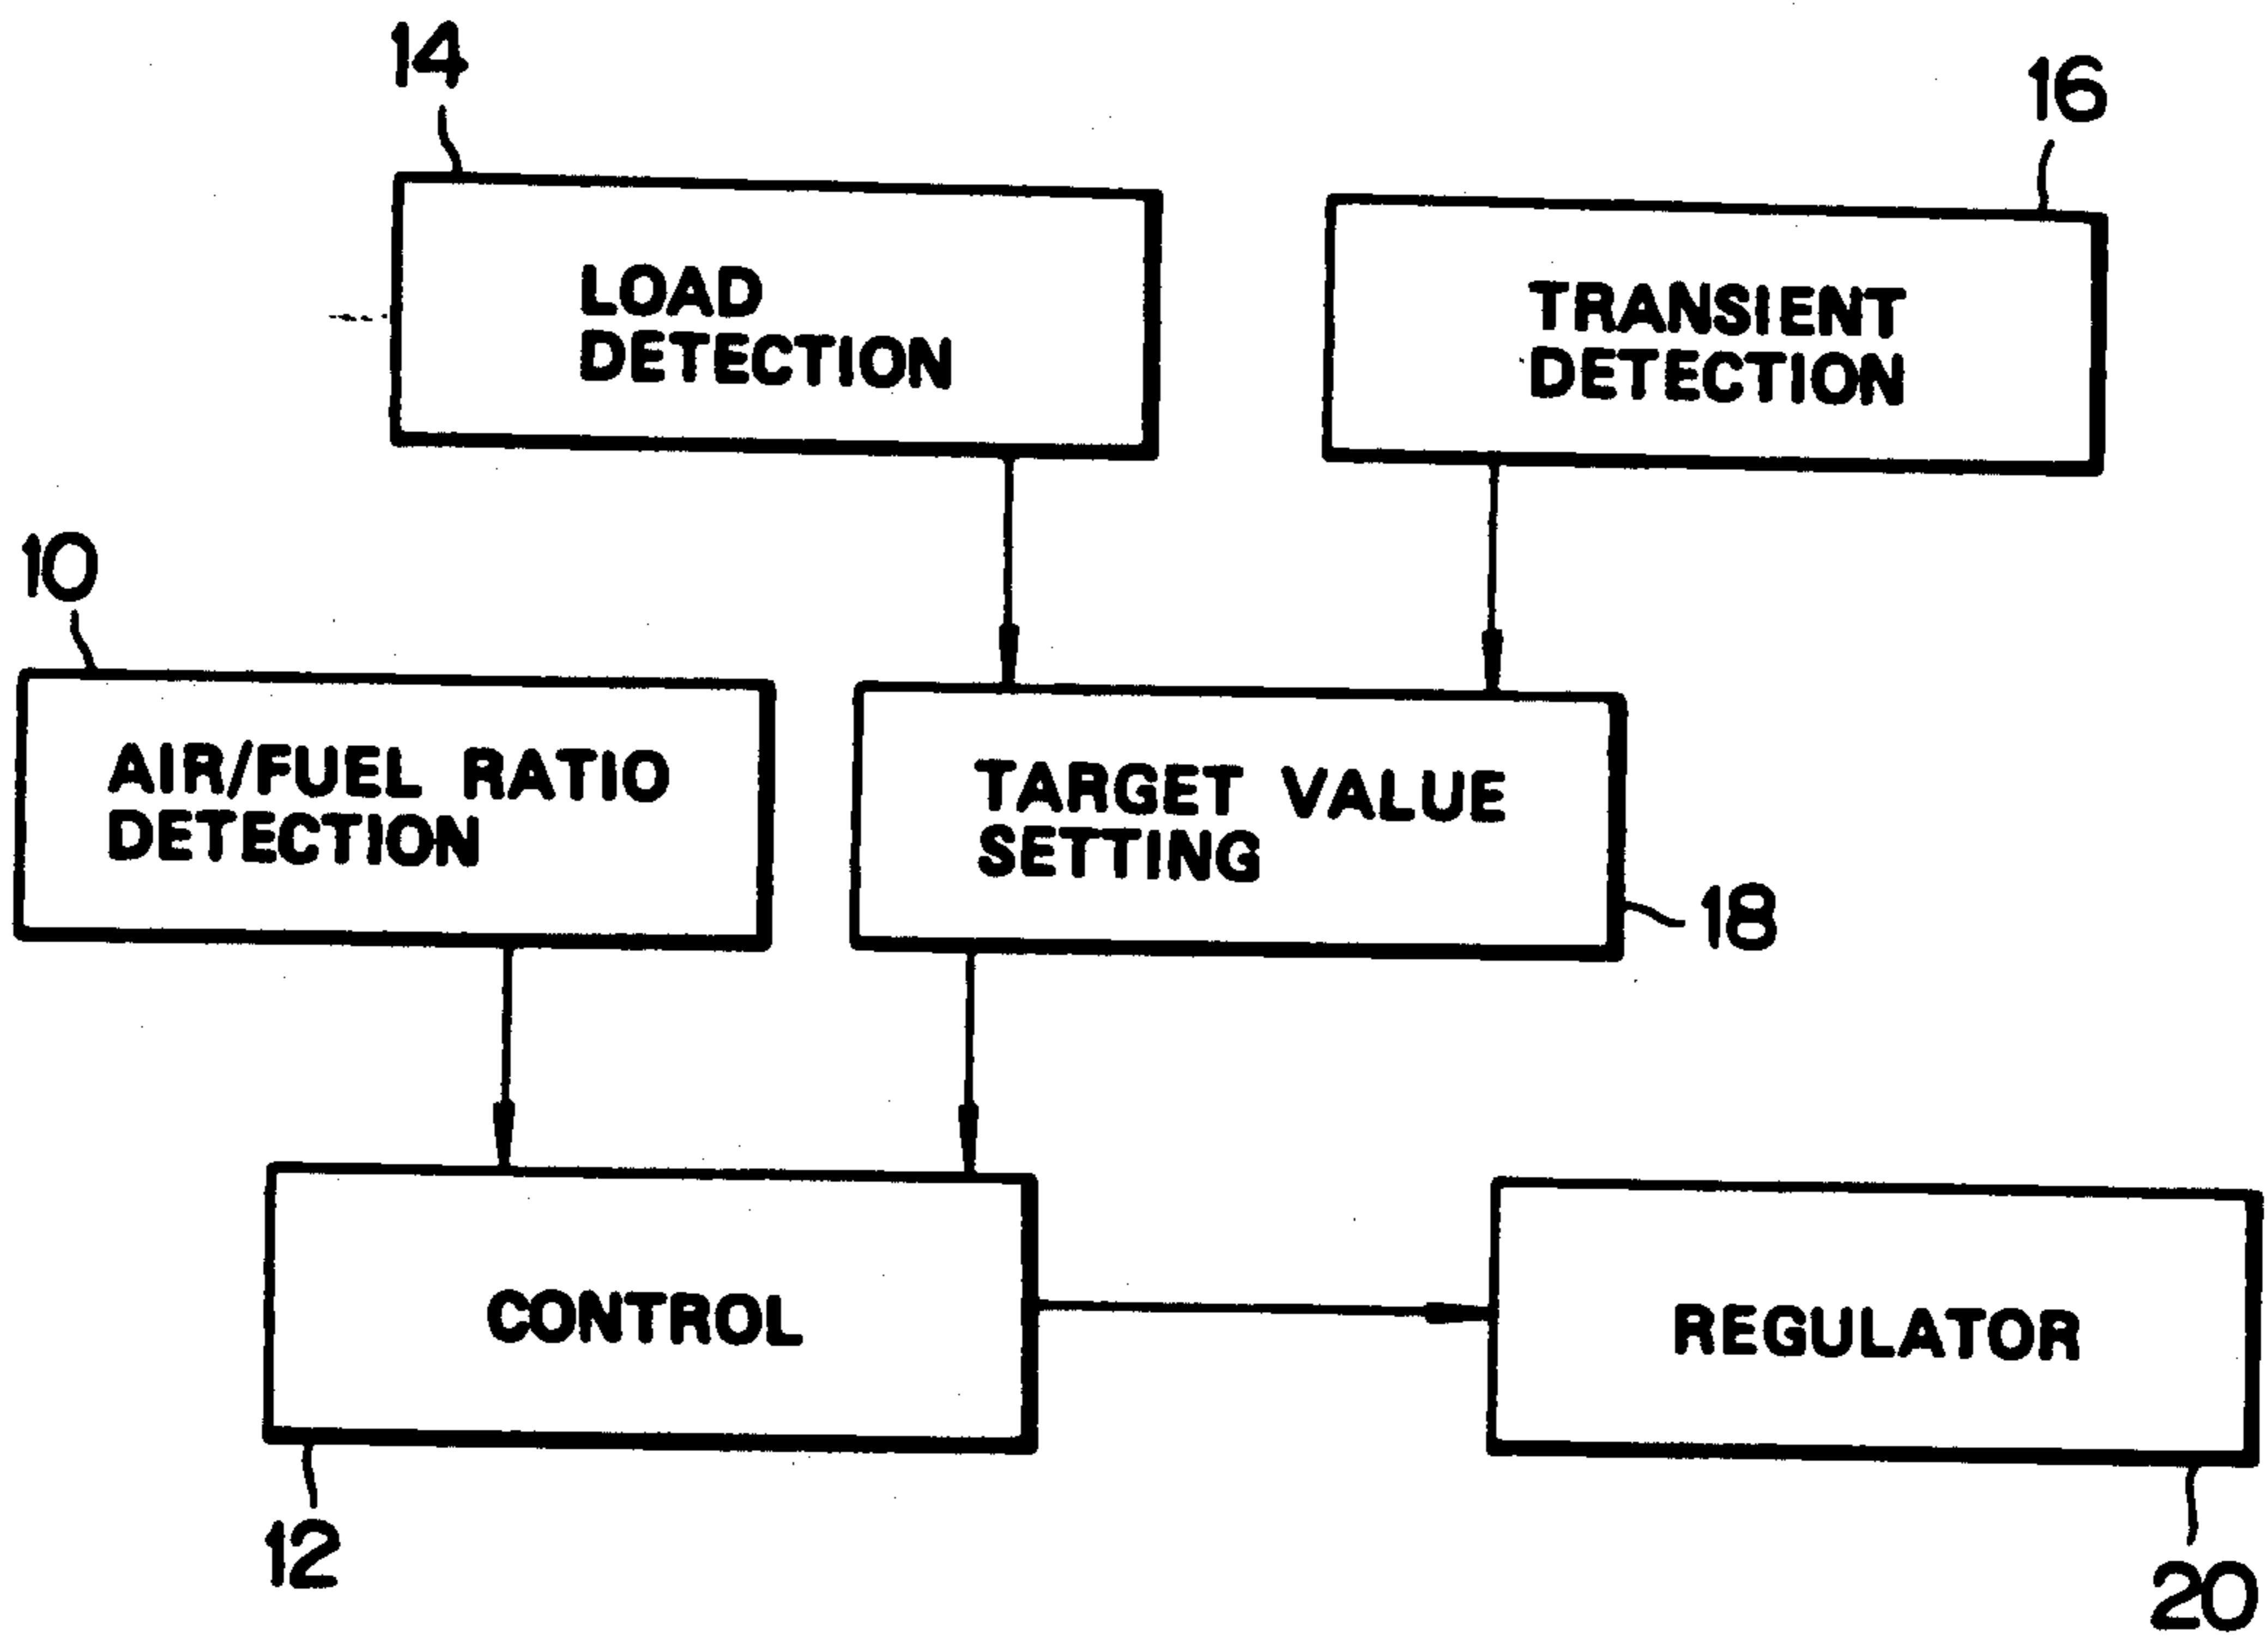 14
16
LOAD
DETECTION
TRANSIENT
DETECTION
10
AIR/FUEL RATIO
DETECTION
TARGET VALUE
SETTING
18
CONTROL
REGULATOR
12
20